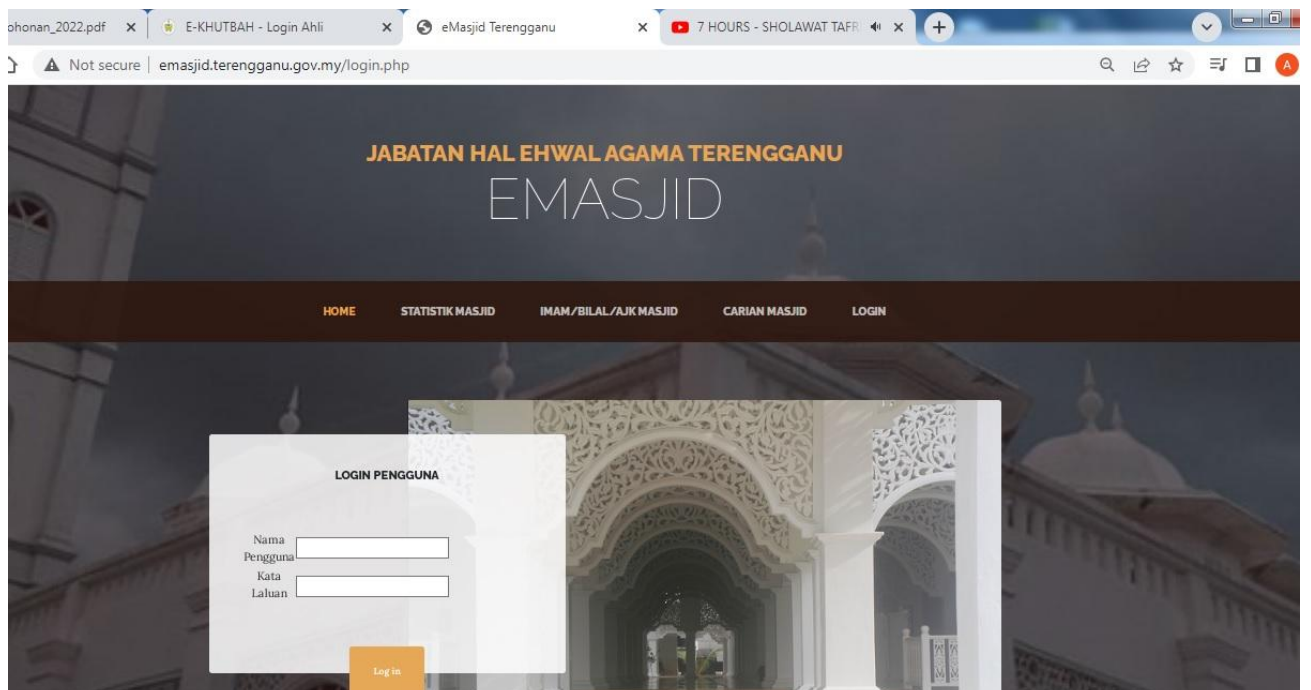 ohonan_2022.pdf
E-KHUTBAH - Login Ahli
eMasjid Terengganu
7 HOURS - SHOLAWAT TAFR
Not secure | emasjid.terengganu.gov.my/login.php
A
JABATAN HAL EHWAL AGAMA TERENGGANU
EMASJID
HOME STATISTIK MASJID IMAM/BILAL/AJK MASJID CARIAN MASJID LOGIN
LOGIN PENGGUNA
Nama
Pengguna
Kata
Laluan
Log in